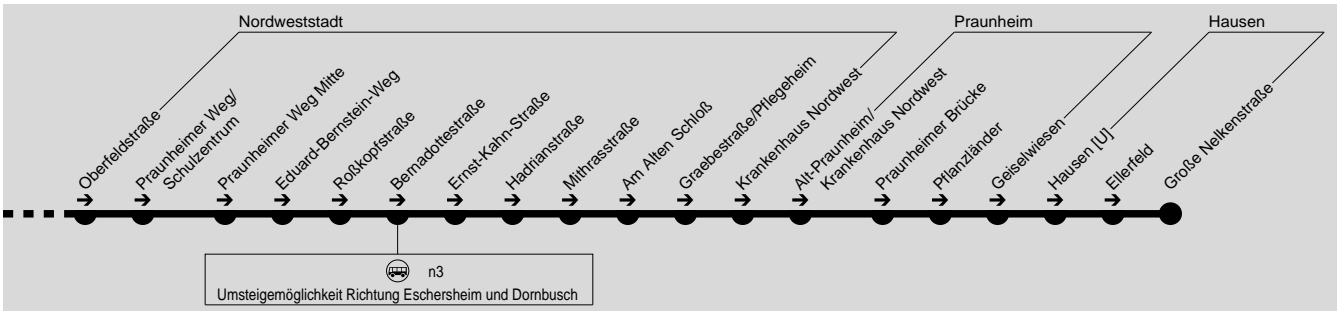 Nordweststadt
Praunheim
Hausen
Oberfeldstraße
Praunheimer Weg/
Schulzentrum
Praunheimer Weg Mitte
Eduard-Bernstein-Weg
Roßkopfstraße
Bernadottestraße
Ernst-Kahn-Straße
Hadrianstraße
Mithrasstraße
Am Alten Schloß
Graebestraße/Pflegeheim
Krankenhaus Nordwest
Alt-Praunheim/
Krankenhaus Nordwest
Praunheimer Brücke
Pflanzländer
Geiselwiesen
Hausen [U]
Ellerfeld
Große Nelkenstraße
n3
Umsteigemöglichkeit Richtung Eschersheim und Dornbusch